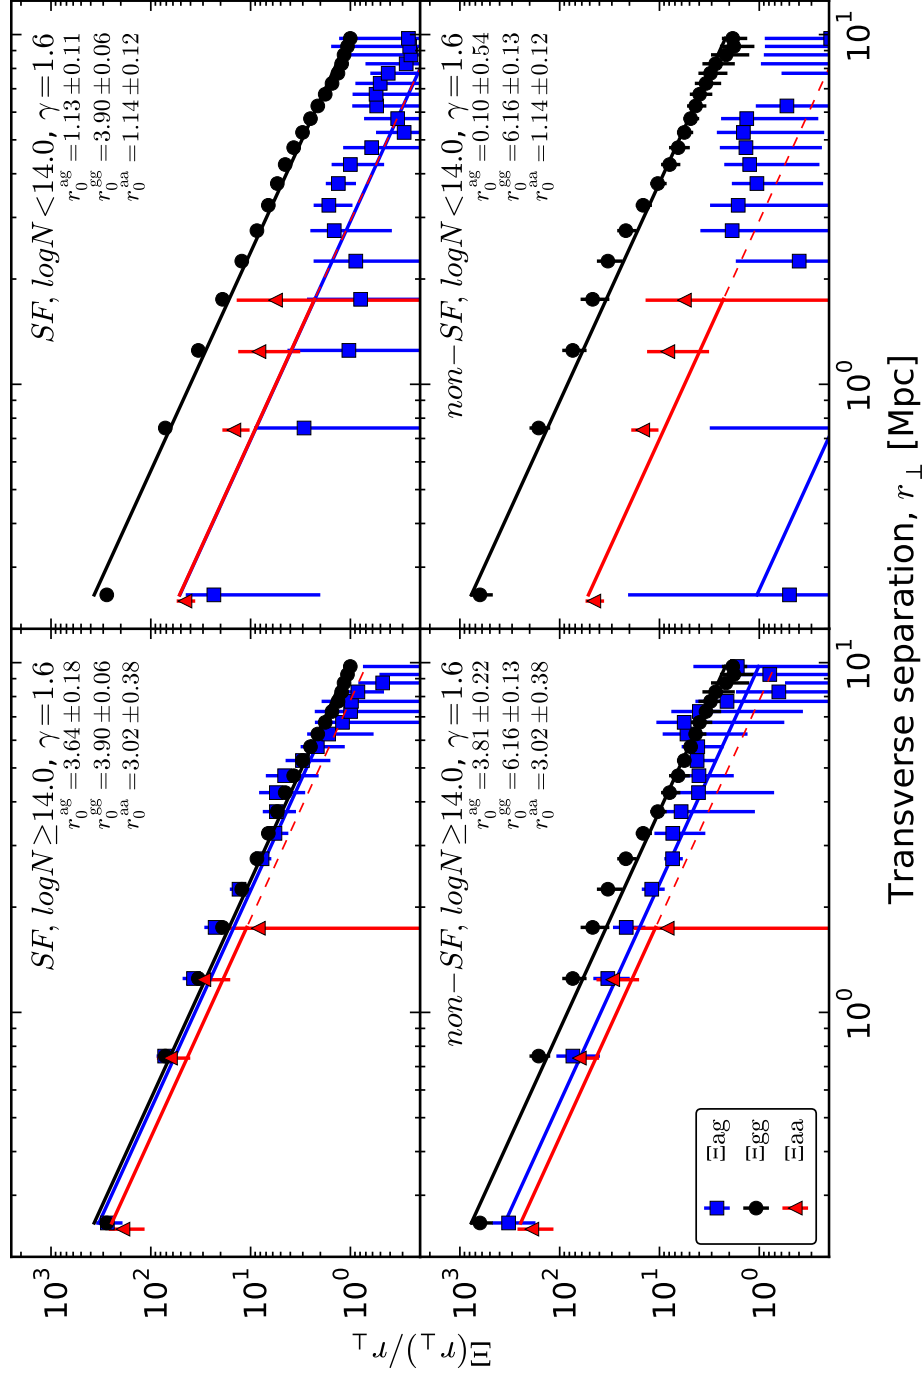 SF, logN ≥ 14.0, γ = 1.6
r₀ᵃᵍ = 3.64 ± 0.18
r₀ᵍᵍ = 3.90 ± 0.06
r₀ᵃᵃ = 3.02 ± 0.38
SF, logN < 14.0, γ = 1.6
r₀ᵃᵍ = 1.13 ± 0.11
r₀ᵍᵍ = 3.90 ± 0.06
r₀ᵃᵃ = 1.14 ± 0.12
10³
10²
10¹
10⁰
non−SF, logN ≥ 14.0, γ = 1.6
r₀ᵃᵍ = 3.81 ± 0.22
r₀ᵍᵍ = 6.16 ± 0.13
r₀ᵃᵃ = 3.02 ± 0.38
non−SF, logN < 14.0, γ = 1.6
r₀ᵃᵍ = 0.10 ± 0.54
r₀ᵍᵍ = 6.16 ± 0.13
r₀ᵃᵃ = 1.14 ± 0.12
10³
10²
10¹
10⁰
Ξ(r⊥)/r⊥
Ξag
Ξgg
Ξaa
10⁰ 10¹ 10⁰ 10¹
Transverse separation, r⊥ [Mpc]